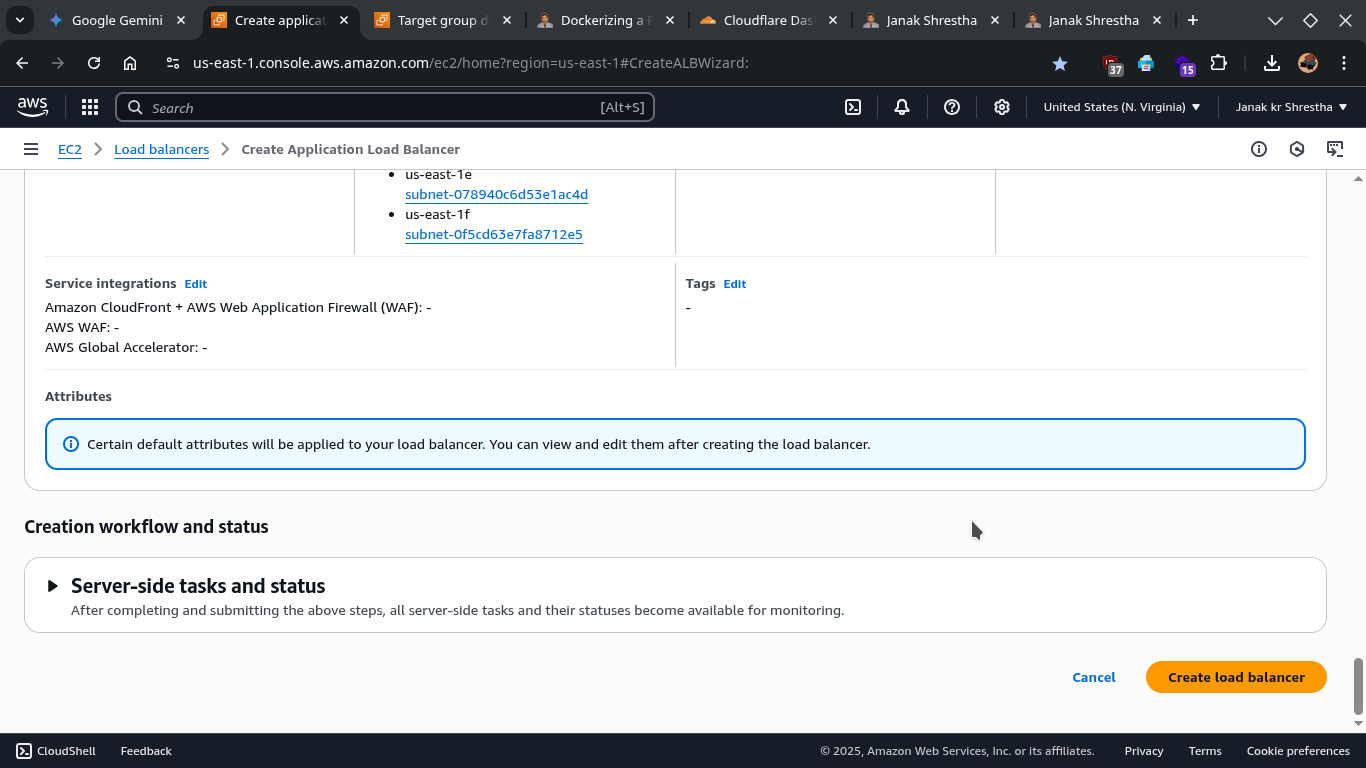 Google Gemini
Create applicat
Target group d
Dockerizing a
Cloudflare Das
Janak Shrestha
Janak Shrestha
us-east-1.console.aws.amazon.com/ec2/home?region=us-east-1#CreateALBWizard:
37
15
aws
Search
[Alt+S]
United States (N. Virginia)
Janak kr Shrestha
EC2
Load balancers
Create Application Load Balancer
us-east-1e
subnet-078940c6d53e1ac4d
us-east-1f
subnet-0f5cd63e7fa8712e5
Service integrations Edit
Amazon CloudFront + AWS Web Application Firewall (WAF): -
AWS WAF: -
AWS Global Accelerator: -
Tags Edit
-
Attributes
Certain default attributes will be applied to your load balancer. You can view and edit them after creating the load balancer.
Creation workflow and status
Server-side tasks and status
After completing and submitting the above steps, all server-side tasks and their statuses become available for monitoring.
Cancel
Create load balancer
CloudShell
Feedback
© 2025, Amazon Web Services, Inc. or its affiliates.
Privacy
Terms
Cookie preferences